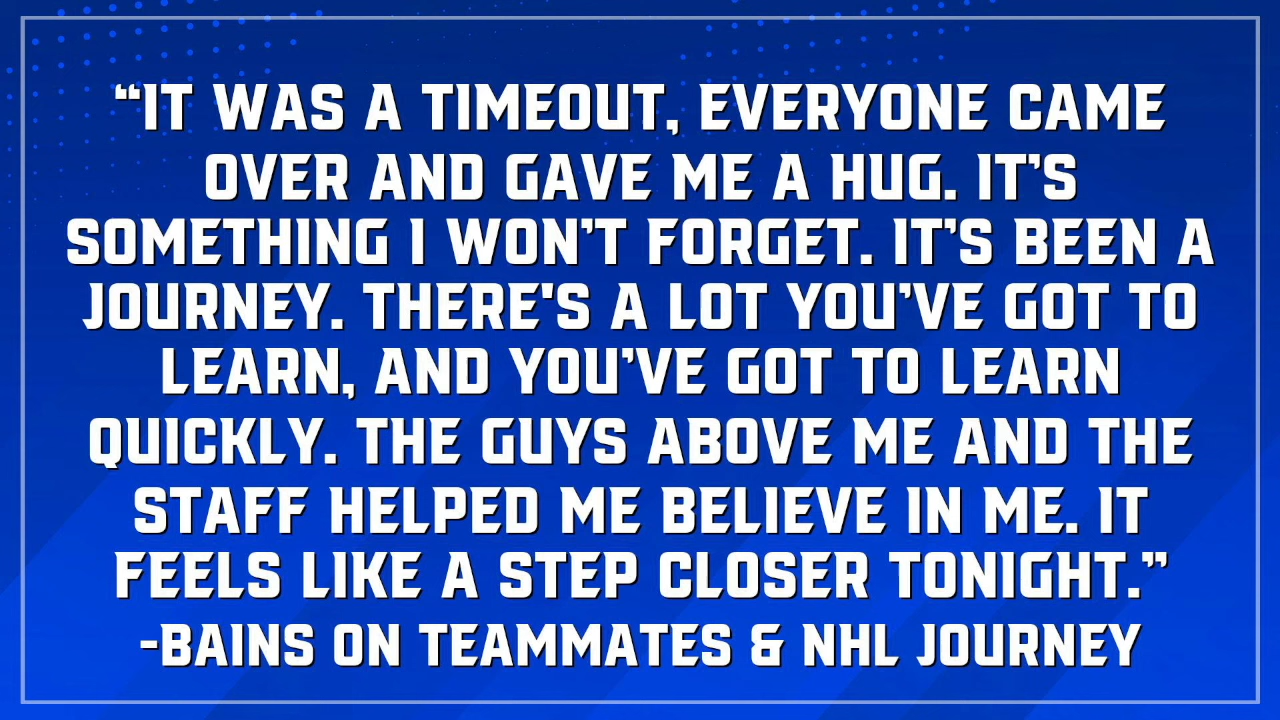 “IT WAS A TIMEOUT, EVERYONE CAME
OVER AND GAVE ME A HUG. IT’S
SOMETHING I WON’T FORGET. IT’S BEEN A
JOURNEY. THERE'S A LOT YOU’VE GOT TO
LEARN, AND YOU’VE GOT TO LEARN
QUICKLY. THE GUYS ABOVE ME AND THE
STAFF HELPED ME BELIEVE IN ME. IT
FEELS LIKE A STEP CLOSER TONIGHT.”
-BAINS ON TEAMMATES & NHL JOURNEY